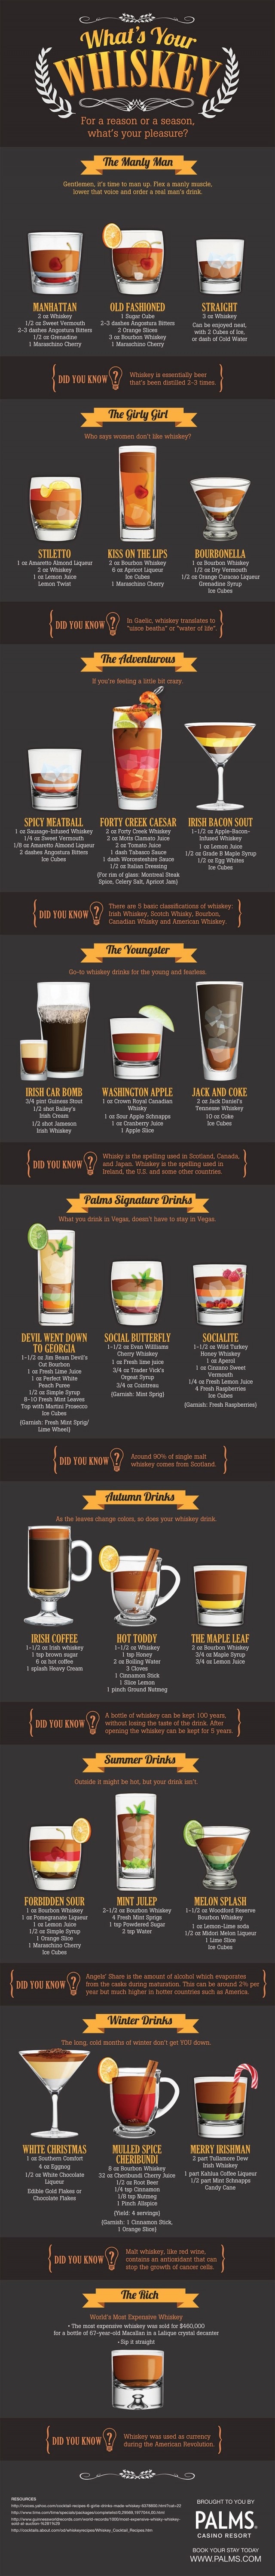 What's Your
WHISKEY
For a reason or a season,
what's your pleasure?
The Manly Man
Gentlemen, it's time to man up. Flex a manly muscle,
lower that voice and order a real man's drink.
MANHATTAN
2 oz Whiskey
1/2 oz Sweet Vermouth
2-3 dashes Angostura Bitters
1/2 oz Grenadine
1 Maraschino Cherry
OLD FASHIONED
1 Sugar Cube
2-3 dashes Angostura Bitters
2 Orange Slices
3 oz Bourbon Whiskey
1 Maraschino Cherry
STRAIGHT
3 oz Whiskey
Can be enjoyed neat,
with 2 Cubes of Ice,
or dash of Cold Water
DID YOU KNOW ?
Whiskey is essentially beer
that's been distilled 2-3 times.
The Girly Girl
Who says women don't like whiskey?
STILETTO
1 oz Amaretto Almond Liqueur
2 oz Whiskey
1 oz Lemon Juice
Lemon Twist
KISS ON THE LIPS
2 oz Bourbon Whiskey
6 oz Apricot Liqueur
Ice Cubes
1 Maraschino Cherry
BOURBONELLA
1 oz Bourbon Whiskey
1/2 oz Dry Vermouth
1/2 oz Orange Curacao Liqueur
Grenadine Syrup
Ice Cubes
DID YOU KNOW ?
In Gaelic, whiskey translates to
"uisce beatha" or "water of life".
The Adventurous
If you're feeling a little bit crazy.
SPICY MEATBALL
1 oz Sausage-Infused Whiskey
1/4 oz Sweet Vermouth
1/8 oz Amaretto Almond Liqueur
2 dashes Angostura Bitters
Ice Cubes
FORTY CREEK CAESAR
2 oz Forty Creek Whiskey
2 oz Motts Clamato Juice
2 oz Tomato Juice
1 dash Tabasco Sauce
1 dash Worcestershire Sauce
1/2 oz Italian Dressing
(For rim of glass: Montreal Steak
Spice, Celery Salt, Apricot Jam)
IRISH BACON SOUT
1-1/2 oz Apple-Bacon-
Infused Whiskey
1 oz Lemon Juice
1/2 oz Grade B Maple Syrup
1/2 oz Egg Whites
Ice Cubes
DID YOU KNOW ?
There are 5 basic classifications of whiskey:
Irish Whiskey, Scotch Whisky, Bourbon,
Canadian Whisky and American Whiskey.
The Youngster
Go-to whiskey drinks for the young and fearless.
IRISH CAR BOMB
3/4 pint Guiness Stout
1/2 shot Bailey's
Irish Cream
1/2 shot Jameson
Irish Whiskey
WASHINGTON APPLE
1 oz Crown Royal Canadian
Whisky
1 oz Sour Apple Schnapps
1 oz Cranberry Juice
1 Apple Slice
JACK AND COKE
2 oz Jack Daniel's
Tennesse Whiskey
10 oz Coke
Ice Cubes
DID YOU KNOW ?
Whisky is the spelling used in Scotland, Canada,
and Japan. Whiskey is the spelling used in
Ireland, the U.S. and some other countries.
Palms Signature Drinks
What you drink in Vegas, doesn't have to stay in Vegas.
DEVIL WENT DOWN
TO GEORGIA
1-1/2 oz Jim Beam Devil's
Cut Bourbon
1 oz Fresh Lime Juice
1 oz Perfect White
Peach Puree
1/2 oz Simple Syrup
8-10 Fresh Mint Leaves
Top with Martini Prosecco
Ice Cubes
(Garnish: Fresh Mint Sprig/
Lime Wheel)
SOCIAL BUTTERFLY
1-1/2 oz Evan Williams
Cherry Whiskey
1 oz Fresh lime juice
3/4 oz Trader Vick's
Orgeat Syrup
3/4 oz Cointreau
(Garnish: Mint Sprig)
SOCIALITE
1-1/2 oz Wild Turkey
Honey Whiskey
1 oz Aperol
1 oz Cinzano Sweet
Vermouth
1/4 oz Fresh Lemon Juice
4 Fresh Raspberries
Ice Cubes
(Garnish: Fresh Raspberries)
DID YOU KNOW ?
Around 90% of single malt
whiskey comes from Scotland.
Autumn Drinks
As the leaves change colors, so does your whiskey drink.
IRISH COFFEE
1-1/2 oz Irish whiskey
1 tsp brown sugar
6 oz hot coffee
1 splash Heavy Cream
HOT TODDY
1-1/2 oz Whiskey
1 tsp Honey
2 oz Boiling Water
3 Cloves
1 Cinnamon Stick
1 Slice Lemon
1 pinch Ground Nutmeg
THE MAPLE LEAF
2 oz Bourbon Whiskey
3/4 oz Maple Syrup
3/4 oz Lemon Juice
DID YOU KNOW ?
A bottle of whiskey can be kept 100 years,
without losing the taste of the drink. After
opening the whiskey can be kept for 5 years.
Summer Drinks
Outside it might be hot, but your drink isn't.
FORBIDDEN SOUR
1 oz Bourbon Whiskey
1 oz Pomegranate Liqueur
1 oz Lemon Juice
1/2 oz Simple Syrup
1 Orange Slice
1 Maraschino Cherry
Ice Cubes
MINT JULEP
2-1/2 oz Bourbon Whiskey
4 Fresh Mint Sprigs
1 tsp Powdered Sugar
2 tsp Water
MELON SPLASH
1-1/2 oz Woodford Reserve
Bourbon Whiskey
1 oz Lemon-Lime soda
1/2 oz Midori Melon Liqueur
1 Lime Slice
Ice Cubes
DID YOU KNOW ?
Angels' Share is the amount of alcohol which evaporates
from the casks during maturation. This can be around 2% per
year but much higher in hotter countries such as America.
Winter Drinks
The long, cold months of winter don't get YOU down.
WHITE CHRISTMAS
1 oz Southern Comfort
4 oz Eggnog
1/2 oz White Chocolate
Liqueur
Edible Gold Flakes or
Chocolate Flakes
MULLED SPICE
CHERIBUNDI
8 oz Bourbon Whiskey
32 oz Cheribundi Cherry Juice
1/2 oz Root Beer
1/4 tsp Cinnamon
1/8 tsp Nutmeg
1 Pinch Allspice
(Yield: 4 servings)
(Garnish: 1 Cinnamon Stick,
1 Orange Slice)
MERRY IRISHMAN
2 part Tullamore Dew
Irish Whiskey
1 part Kahlua Coffee Liqueur
1/2 part Mint Schnapps
Candy Cane
DID YOU KNOW ?
Malt whiskey, like red wine,
contains an antioxidant that can
stop the growth of cancer cells.
The Rich
World's Most Expensive Whiskey
• The most expensive whiskey was sold for $460,000
for a bottle of 67-year-old Macallan in a Lalique crystal decanter
• Sip it straight
DID YOU KNOW ?
Whiskey was used as currency
during the American Revolution.
RESOURCES
BROUGHT TO YOU BY
PALMS
CASINO RESORT
BOOK YOUR STAY TODAY
WWW.PALMS.COM